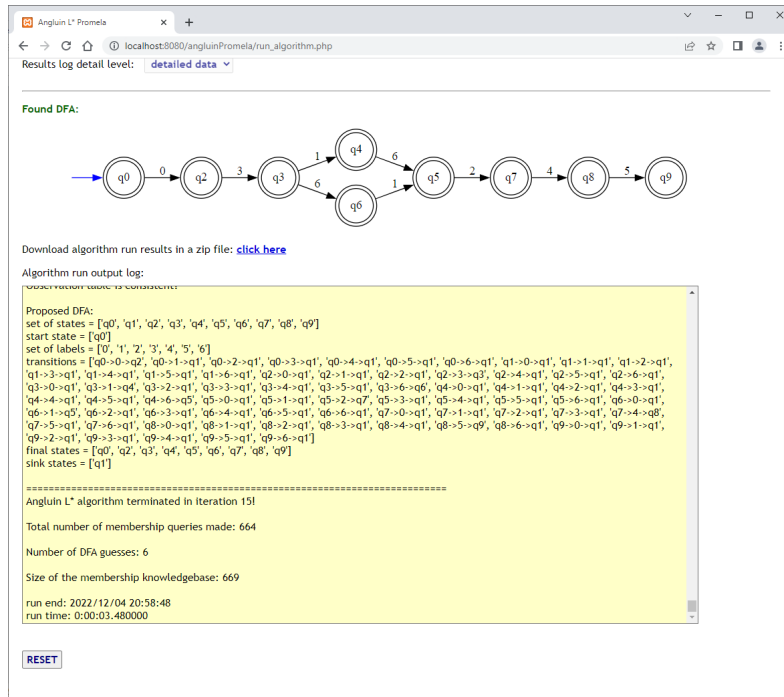 Angluin L* Promela
localhost:8080/angluinPromela/run_algorithm.php
Results log detail level: detailed data
Found DFA:
q0 0 q2 3 q3 1 q4 6 q5 2 q7 4 q8 5 q9
6 q6 1
Download algorithm run results in a zip file: click here
Algorithm run output log:
Observation table is consistent!
Proposed DFA:
set of states = ['q0', 'q1', 'q2', 'q3', 'q4', 'q5', 'q6', 'q7', 'q8', 'q9']
start state = ['q0']
set of labels = ['0', '1', '2', '3', '4', '5', '6']
transitions = ['q0->0->q2', 'q0->1->q1', 'q0->2->q1', 'q0->3->q1', 'q0->4->q1', 'q0->5->q1', 'q0->6->q1', 'q1->0->q1', 'q1->1->q1', 'q1->2->q1',
'q1->3->q1', 'q1->4->q1', 'q1->5->q1', 'q1->6->q1', 'q2->0->q1', 'q2->1->q1', 'q2->2->q1', 'q2->3->q3', 'q2->4->q1', 'q2->5->q1', 'q2->6->q1',
'q3->0->q1', 'q3->1->q4', 'q3->2->q1', 'q3->3->q1', 'q3->4->q1', 'q3->5->q1', 'q3->6->q6', 'q4->0->q1', 'q4->1->q1', 'q4->2->q1', 'q4->3->q1',
'q4->4->q1', 'q4->5->q1', 'q4->6->q5', 'q5->0->q1', 'q5->1->q1', 'q5->2->q7', 'q5->3->q1', 'q5->4->q1', 'q5->5->q1', 'q5->6->q1', 'q6->0->q1',
'q6->1->q5', 'q6->2->q1', 'q6->3->q1', 'q6->4->q1', 'q6->5->q1', 'q6->6->q1', 'q7->0->q1', 'q7->1->q1', 'q7->2->q1', 'q7->3->q1', 'q7->4->q8',
'q7->5->q1', 'q7->6->q1', 'q8->0->q1', 'q8->1->q1', 'q8->2->q1', 'q8->3->q1', 'q8->4->q1', 'q8->5->q9', 'q8->6->q1', 'q9->0->q1', 'q9->1->q1',
'q9->2->q1', 'q9->3->q1', 'q9->4->q1', 'q9->5->q1', 'q9->6->q1']
final states = ['q0', 'q2', 'q3', 'q4', 'q5', 'q6', 'q7', 'q8', 'q9']
sink states = ['q1']
===========================================================================
Angluin L* algorithm terminated in iteration 15!
Total number of membership queries made: 664
Number of DFA guesses: 6
Size of the membership knowledgebase: 669
run end: 2022/12/04 20:58:48
run time: 0:00:03.480000
RESET